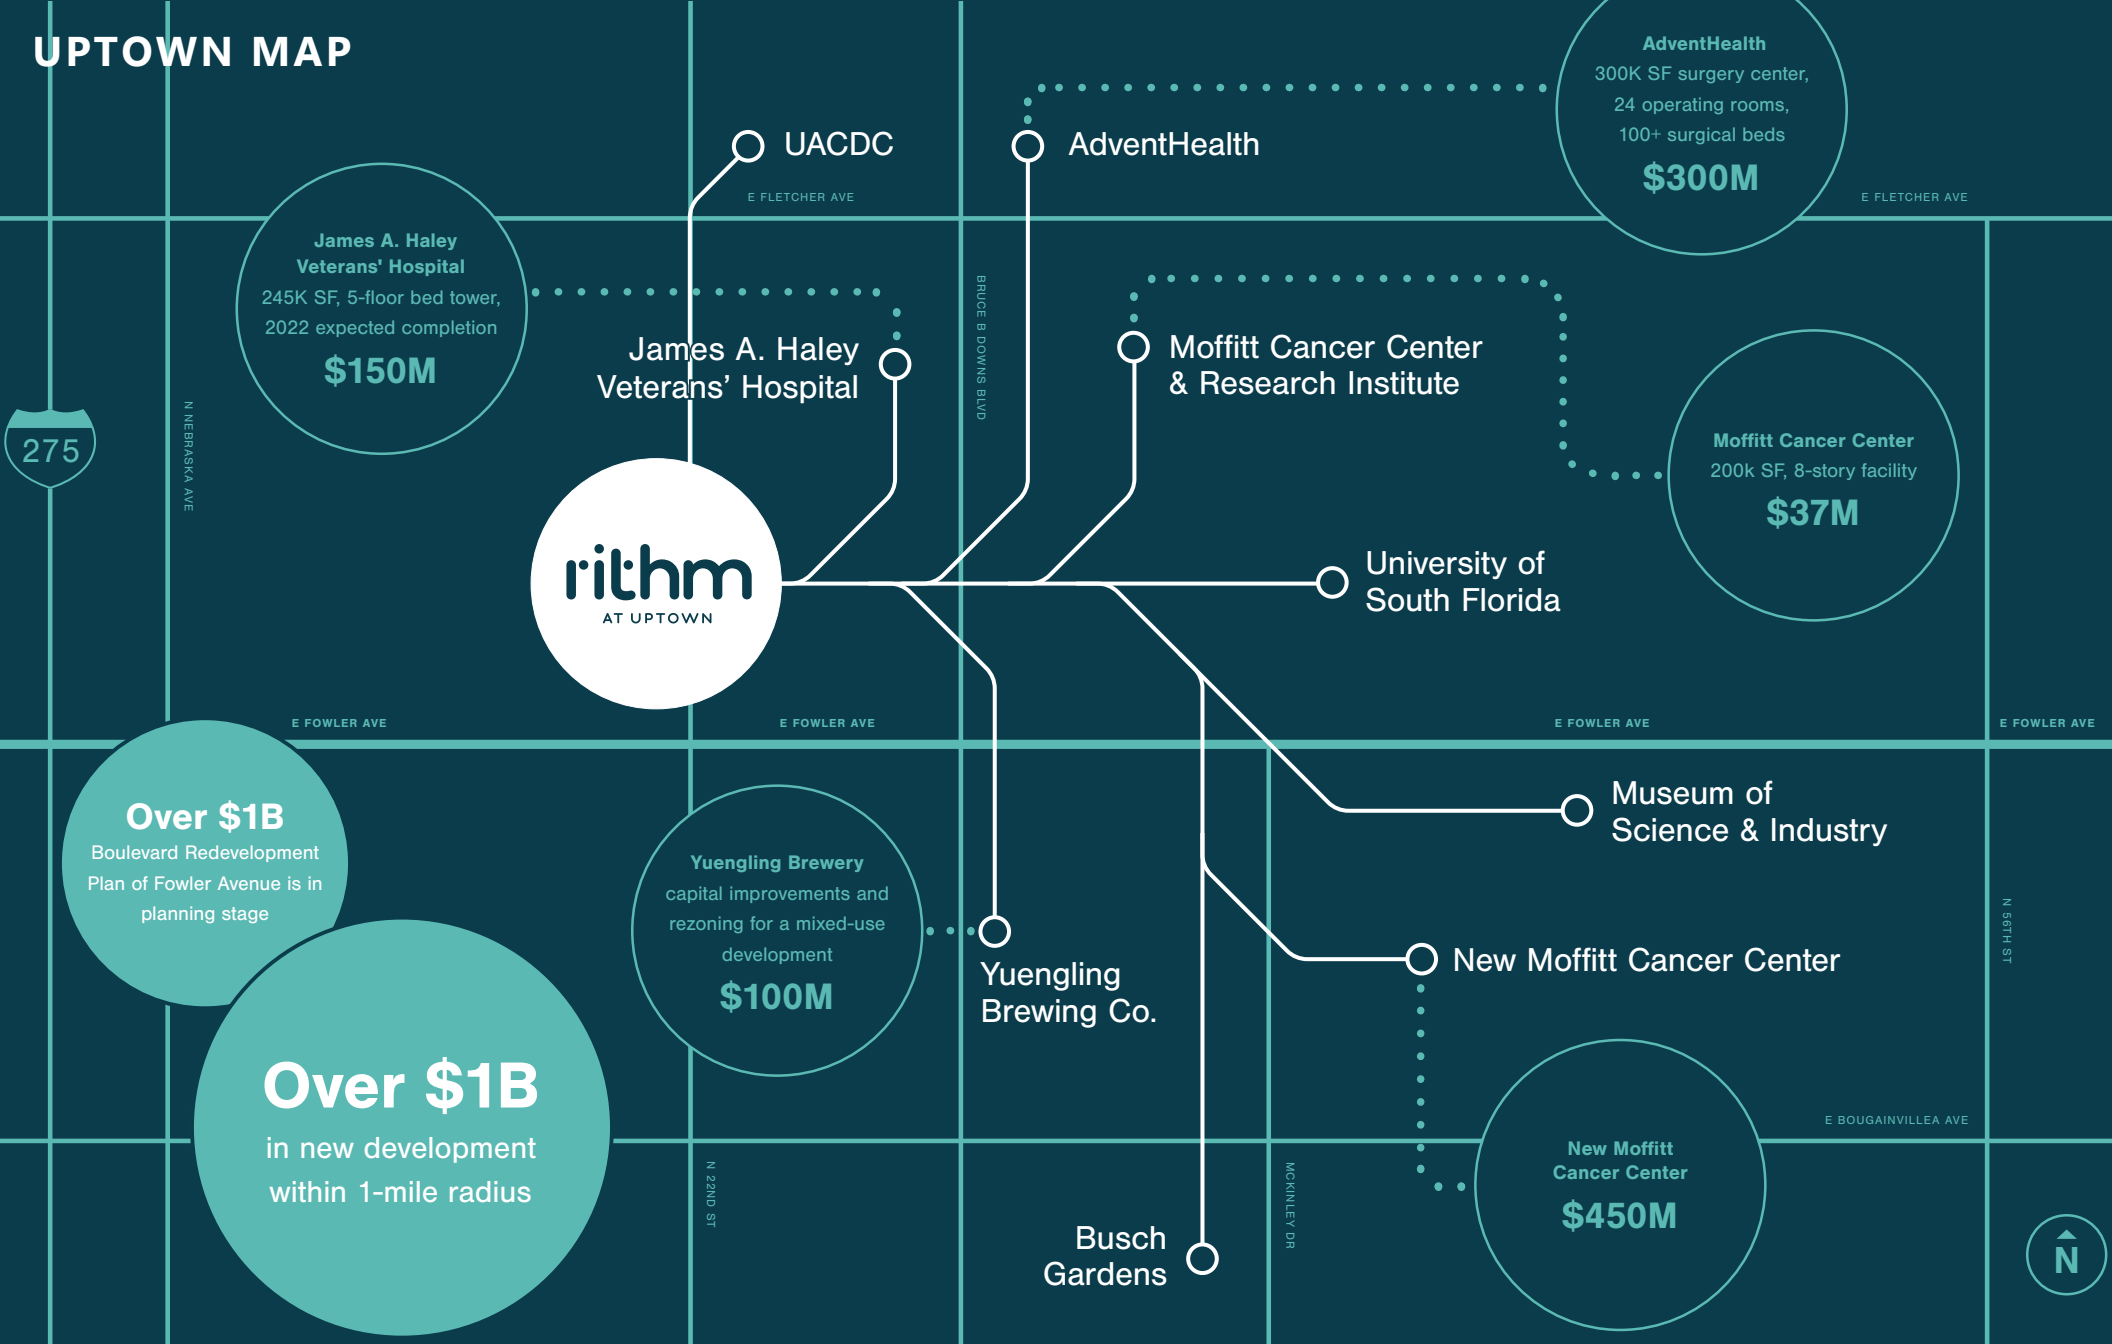 UPTOWN MAP
AdventHealth
300K SF surgery center,
24 operating rooms,
100+ surgical beds
$300M
UACDC
AdventHealth
E FLETCHER AVE
E FLETCHER AVE
James A. Haley
Veterans' Hospital
245K SF, 5-floor bed tower,
2022 expected completion
$150M
James A. Haley
Veterans’ Hospital
BRUCE B DOWNS BLVD
Moffitt Cancer Center
& Research Institute
275
N NEBRASKA AVE
Moffitt Cancer Center
200k SF, 8-story facility
$37M
rithm
AT UPTOWN
University of
South Florida
E FOWLER AVE
E FOWLER AVE
E FOWLER AVE
E FOWLER AVE
Over $1B
Boulevard Redevelopment
Plan of Fowler Avenue is in
planning stage
Museum of
Science & Industry
Yuengling Brewery
capital improvements and
rezoning for a mixed-use
development
$100M
Yuengling
Brewing Co.
New Moffitt Cancer Center
N 56TH ST
Over $1B
in new development
within 1-mile radius
E BOUGAINVILLEA AVE
New Moffitt
Cancer Center
$450M
N 22ND ST
MCKINLEY DR
Busch
Gardens
N